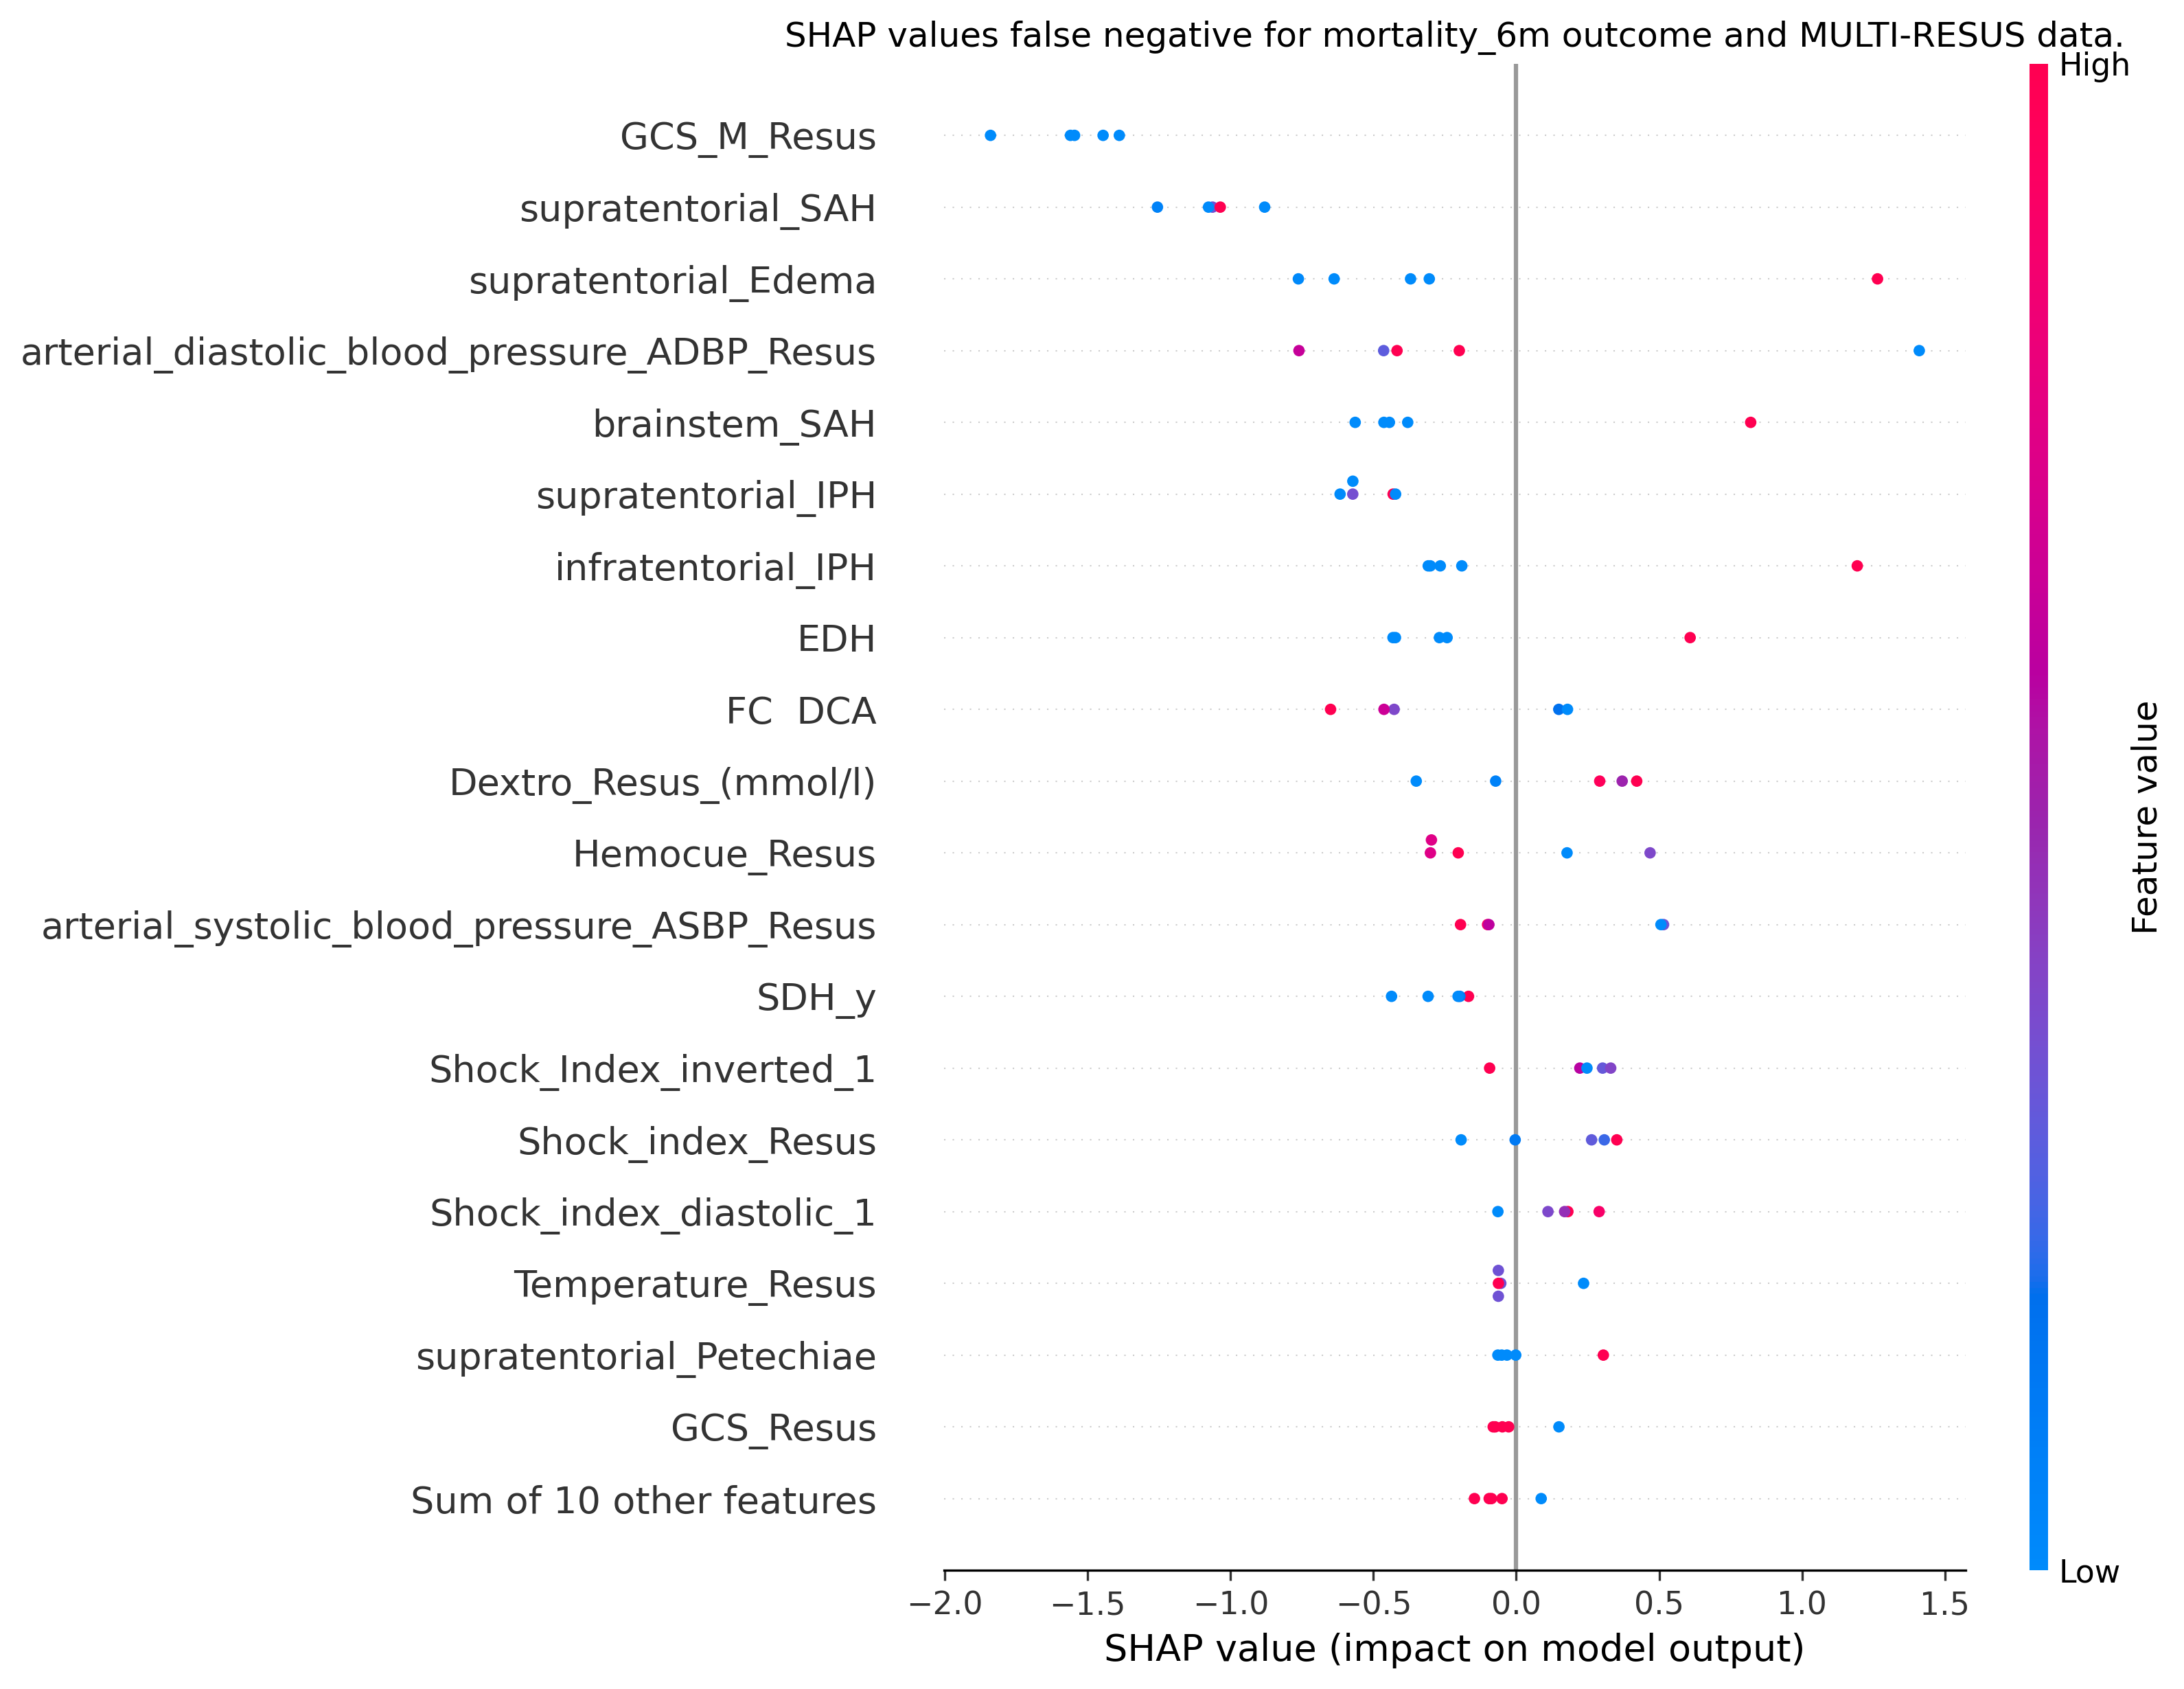 SHAP values false negative for mortality_6m outcome and MULTI-RESUS data.
High
GCS_M_Resus
supratentorial_SAH
supratentorial_Edema
arterial_diastolic_blood_pressure_ADBP_Resus
brainstem_SAH
supratentorial_IPH
infratentorial_IPH
EDH
FC  DCA
Dextro_Resus_(mmol/l)
Hemocue_Resus
arterial_systolic_blood_pressure_ASBP_Resus
SDH_y
Shock_Index_inverted_1
Shock_index_Resus
Shock_index_diastolic_1
Temperature_Resus
supratentorial_Petechiae
GCS_Resus
Sum of 10 other features
Feature value
Low
−2.0 −1.5 −1.0 −0.5 0.0 0.5 1.0 1.5
SHAP value (impact on model output)